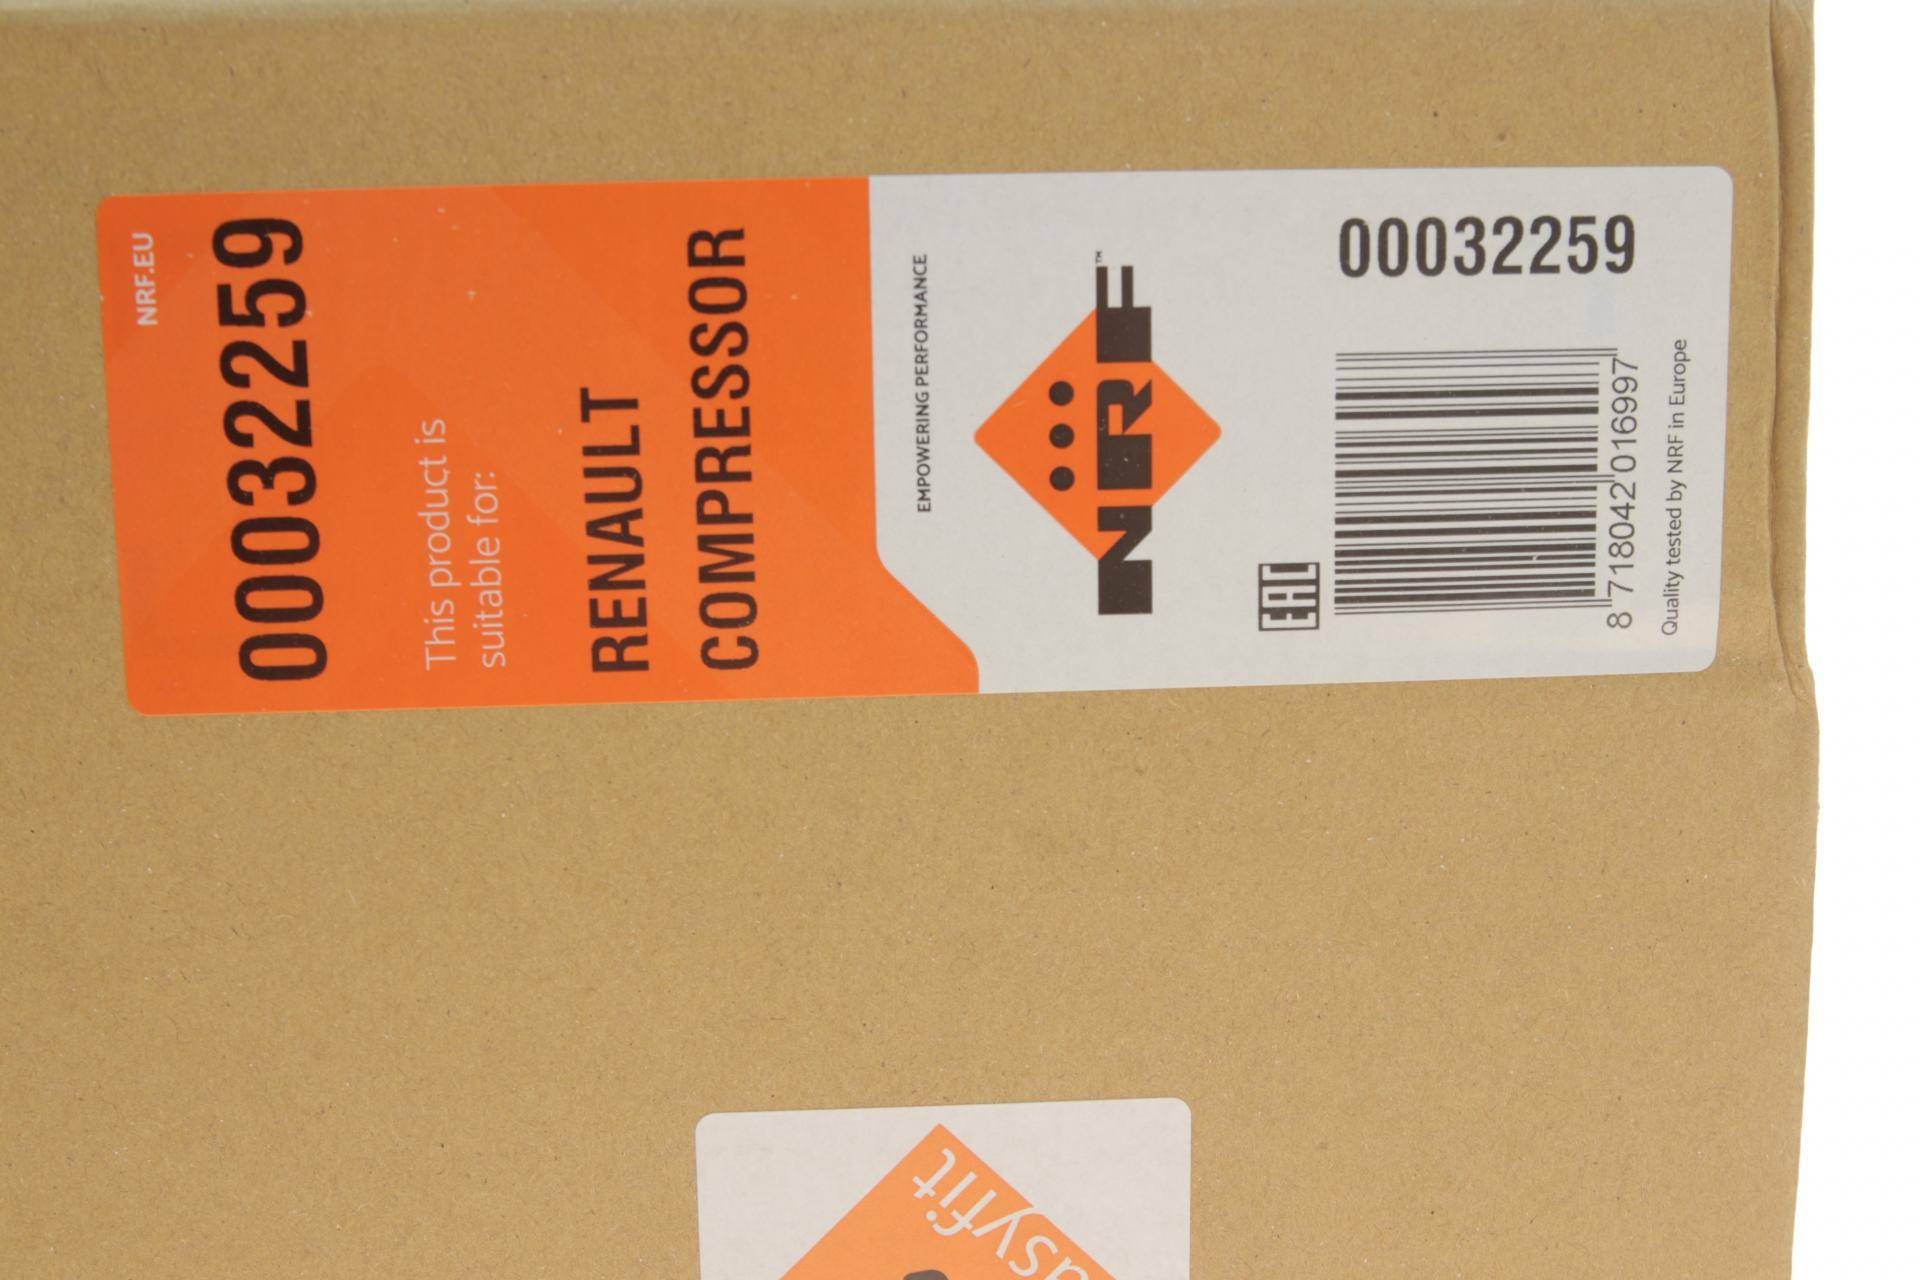 NRF.EU
00032259
This product is
suitable for:
RENAULT
COMPRESSOR
EMPOWERING PERFORMANCE
NRF™
00032259
EAC
8 718042 016997
Quality tested by NRF in Europe
asyfit